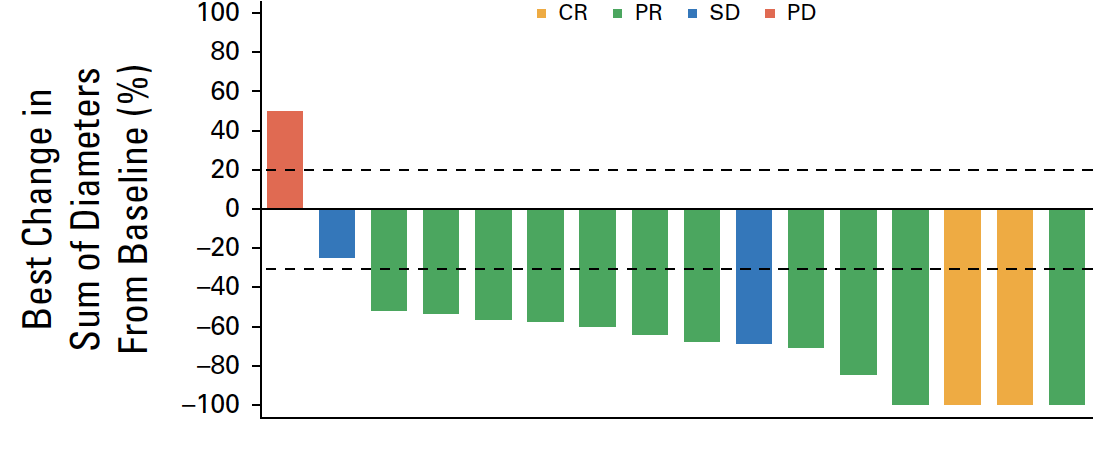 CR PR SD PD
Best Change in
Sum of Diameters
From Baseline (%)
100
80
60
40
20
0
–20
–40
–60
–80
–100